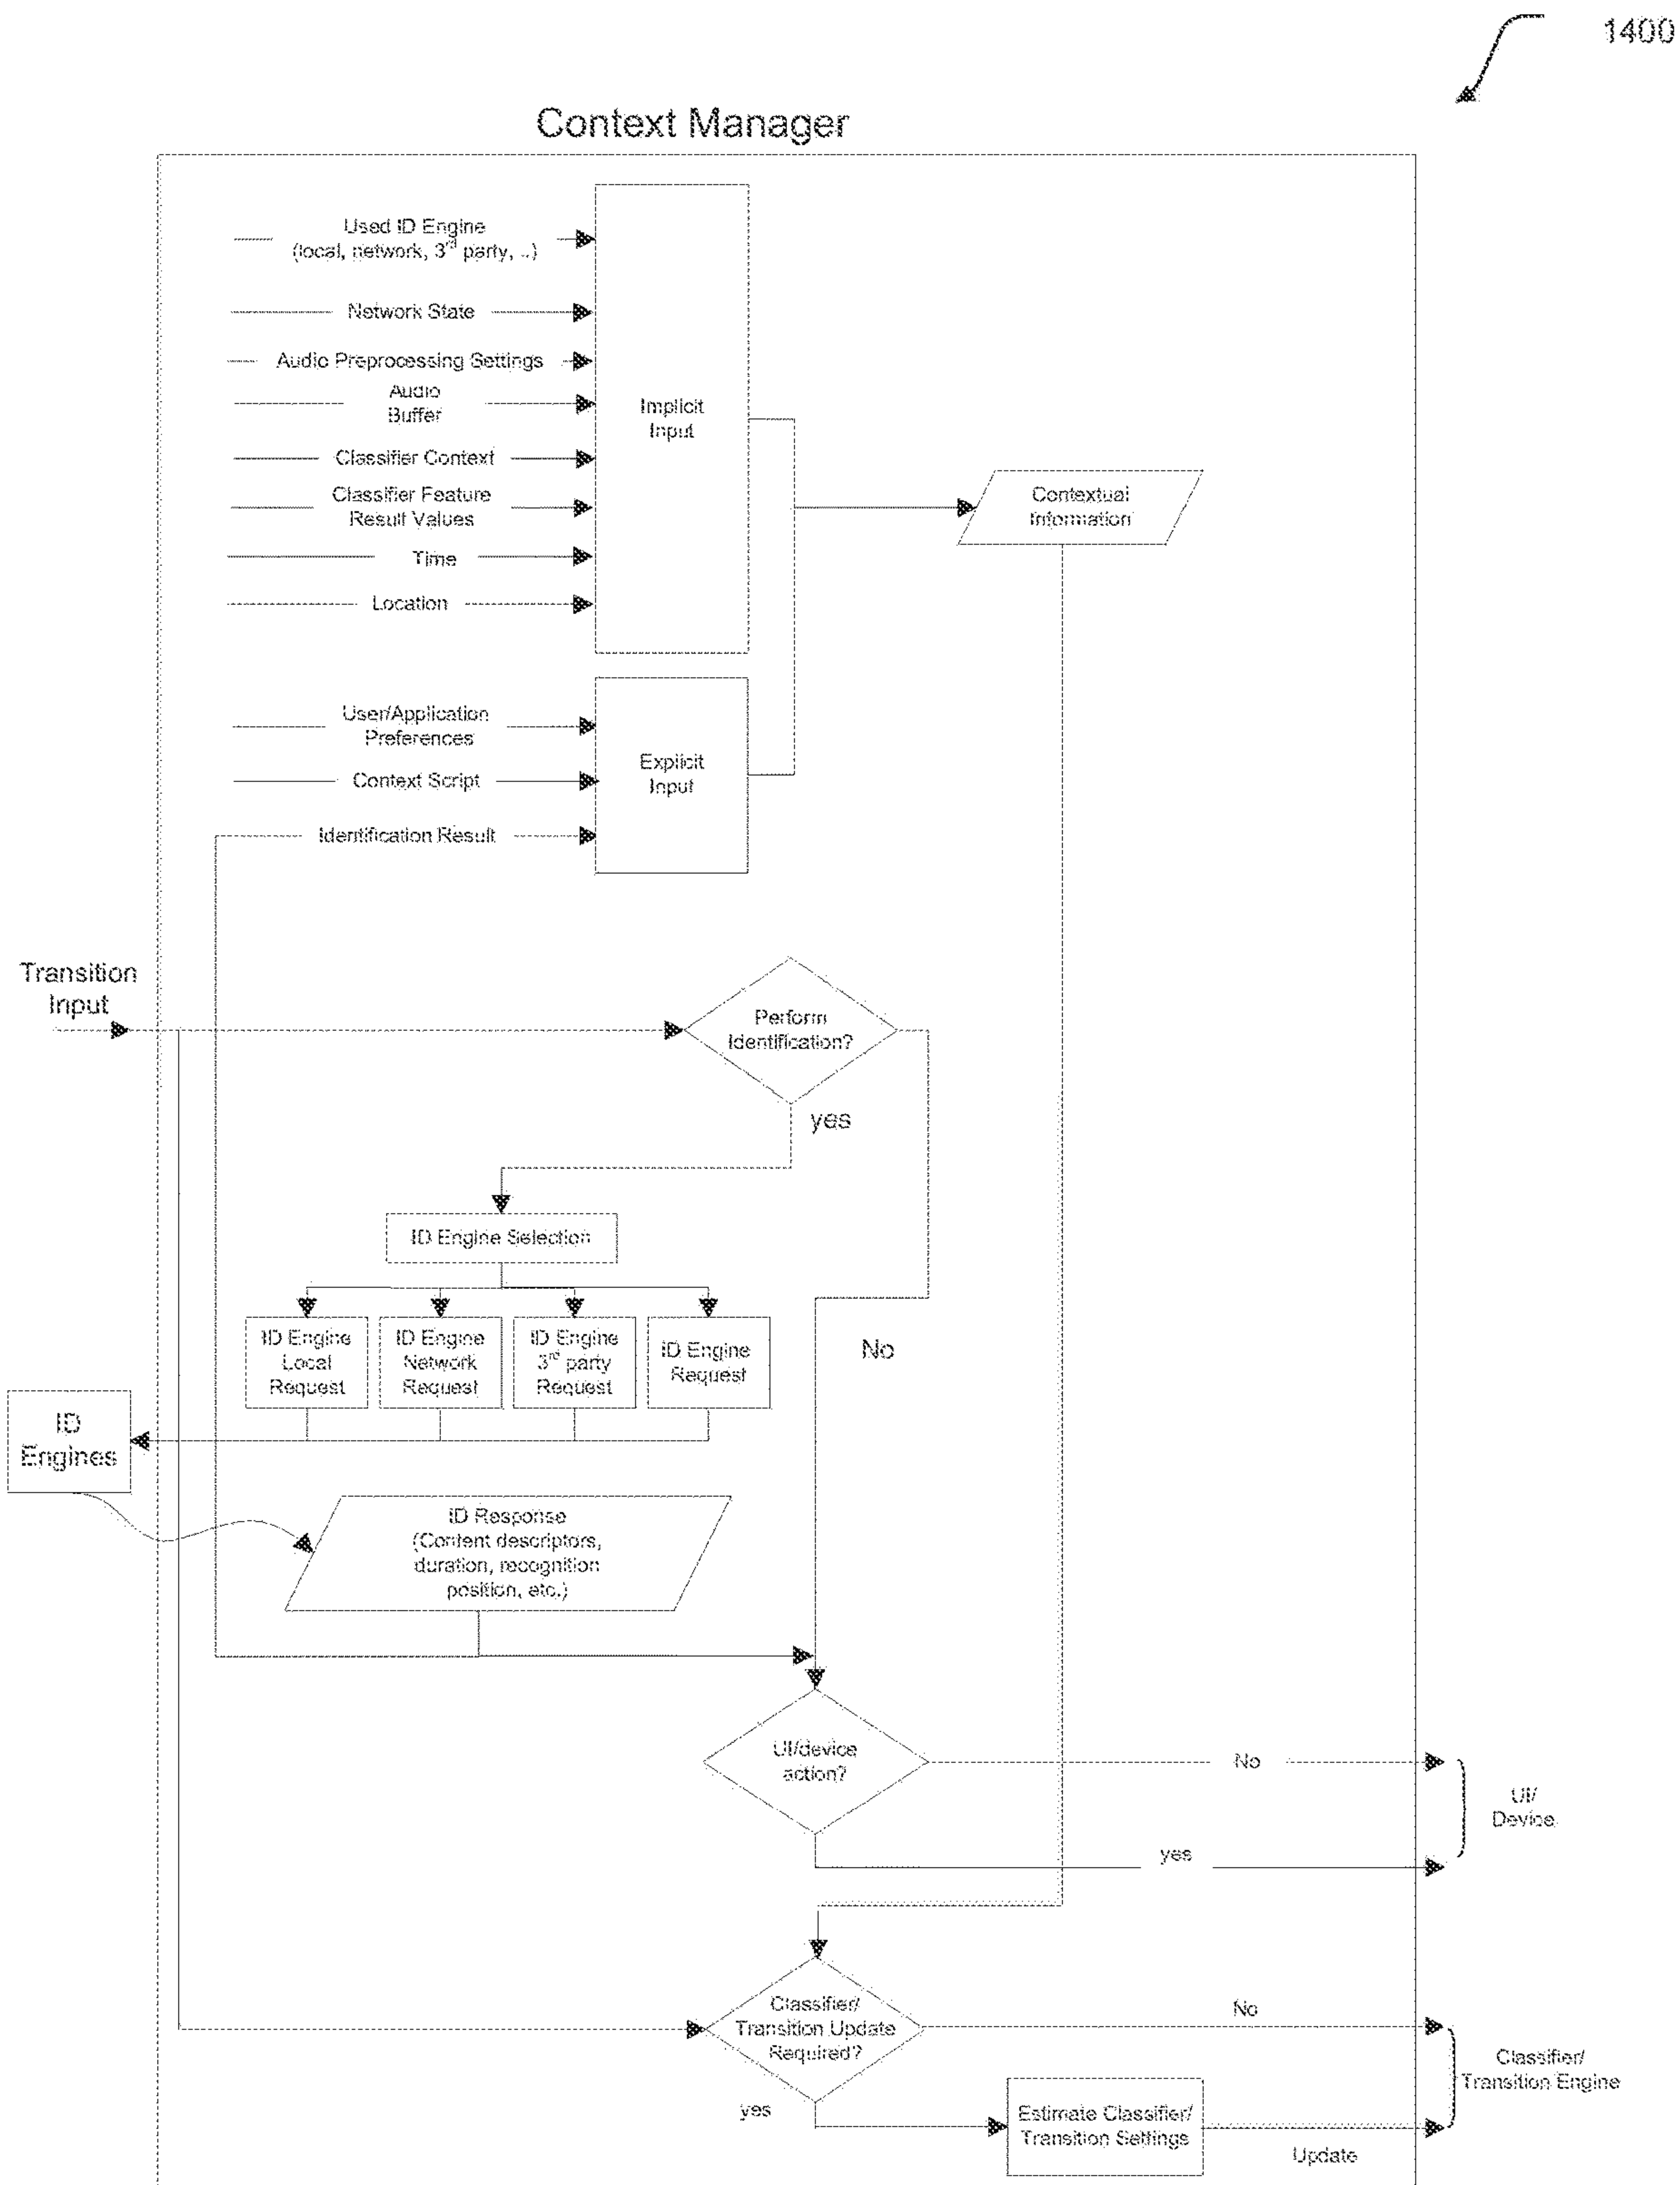 1400
Context Manager
Used ID Engine
(local, network, 3rd party, ..)
Network State
Audio Preprocessing Settings
Audio
Buffer
Classifier Context
Classifier Feature
Result Values
Time
Location
Implicit
Input
Contextual
Information
User/Application
Preferences
Context Script
Identification Result
Explicit
Input
Transition
Input
Perform
Identification?
yes
No
ID Engine Selection
ID Engine
Local
Request
ID Engine
Network
Request
ID Engine
3rd party
Request
ID Engine
Request
ID
Engines
ID Response
(Content descriptors,
duration, recognition
position, etc.)
UI/device
action?
No
yes
UI/
Device
Classifier/
Transition Update
Required?
No
yes
Estimate Classifier/
Transition Settings
Update
Classifier/
Transition Engine